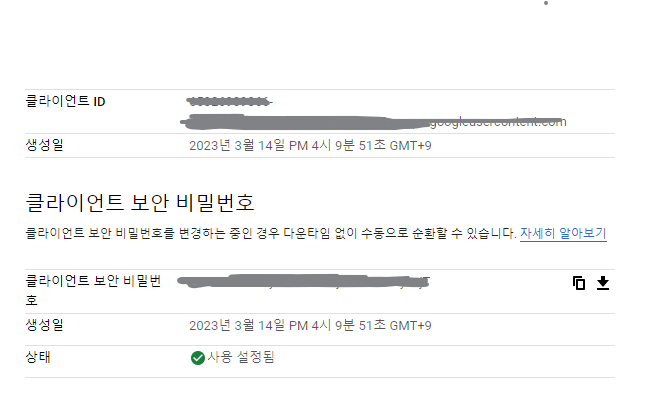 클라이언트 ID
googleusercontent.com
생성일 2023년 3월 14일 PM 4시 9분 51초 GMT+9
클라이언트 보안 비밀번호
클라이언트 보안 비밀번호를 변경하는 중인 경우 다운타임 없이 수동으로 순환할 수 있습니다. 자세히 알아보기
클라이언트 보안 비밀번
호
생성일 2023년 3월 14일 PM 4시 9분 51초 GMT+9
상태 사용 설정됨